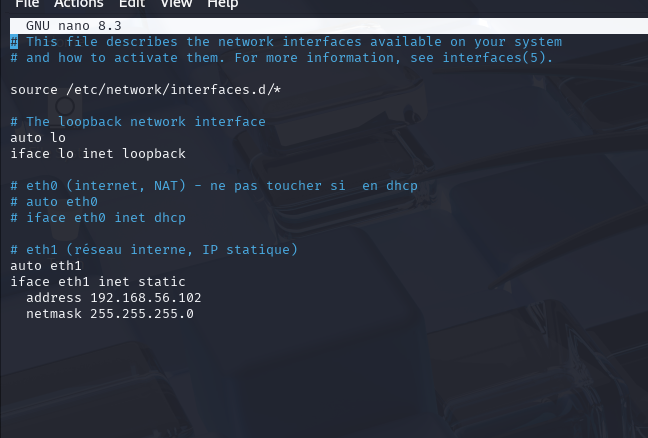 File Actions Edit View Help
GNU nano 8.3
# This file describes the network interfaces available on your system
# and how to activate them. For more information, see interfaces(5).
source /etc/network/interfaces.d/*
# The loopback network interface
auto lo
iface lo inet loopback
# eth0 (internet, NAT) - ne pas toucher si  en dhcp
# auto eth0
# iface eth0 inet dhcp
# eth1 (réseau interne, IP statique)
auto eth1
iface eth1 inet static
  address 192.168.56.102
  netmask 255.255.255.0